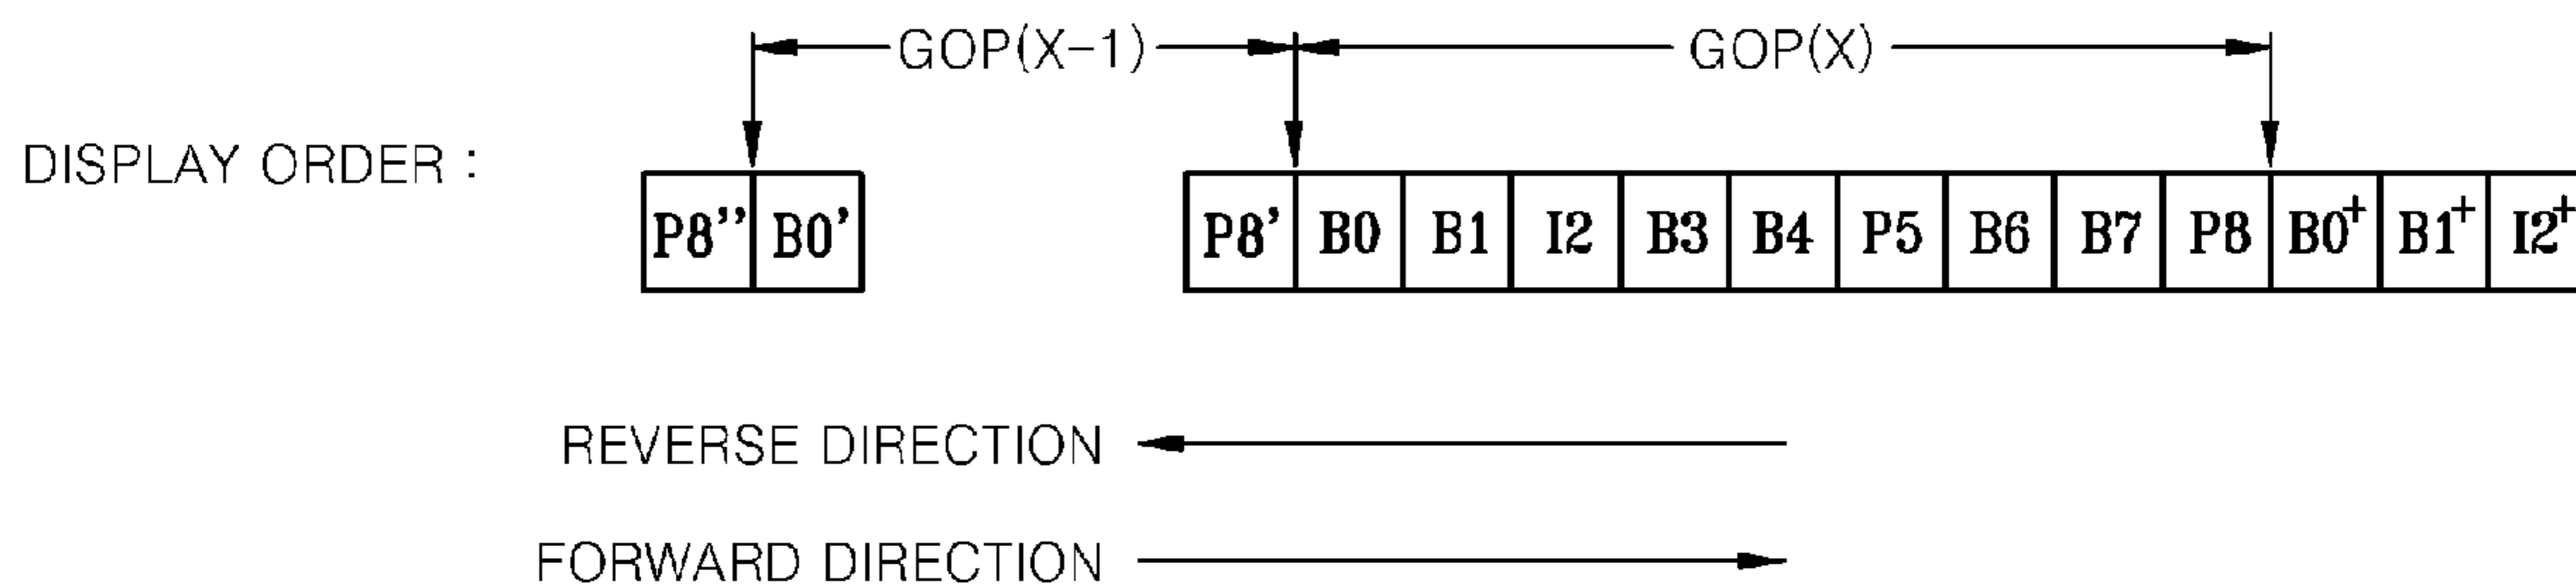 GOP(X-1) GOP(X)
DISPLAY ORDER :
P8'' B0' P8' B0 B1 I2 B3 B4 P5 B6 B7 P8 B0⁺ B1⁺ I2⁺
REVERSE DIRECTION
FORWARD DIRECTION